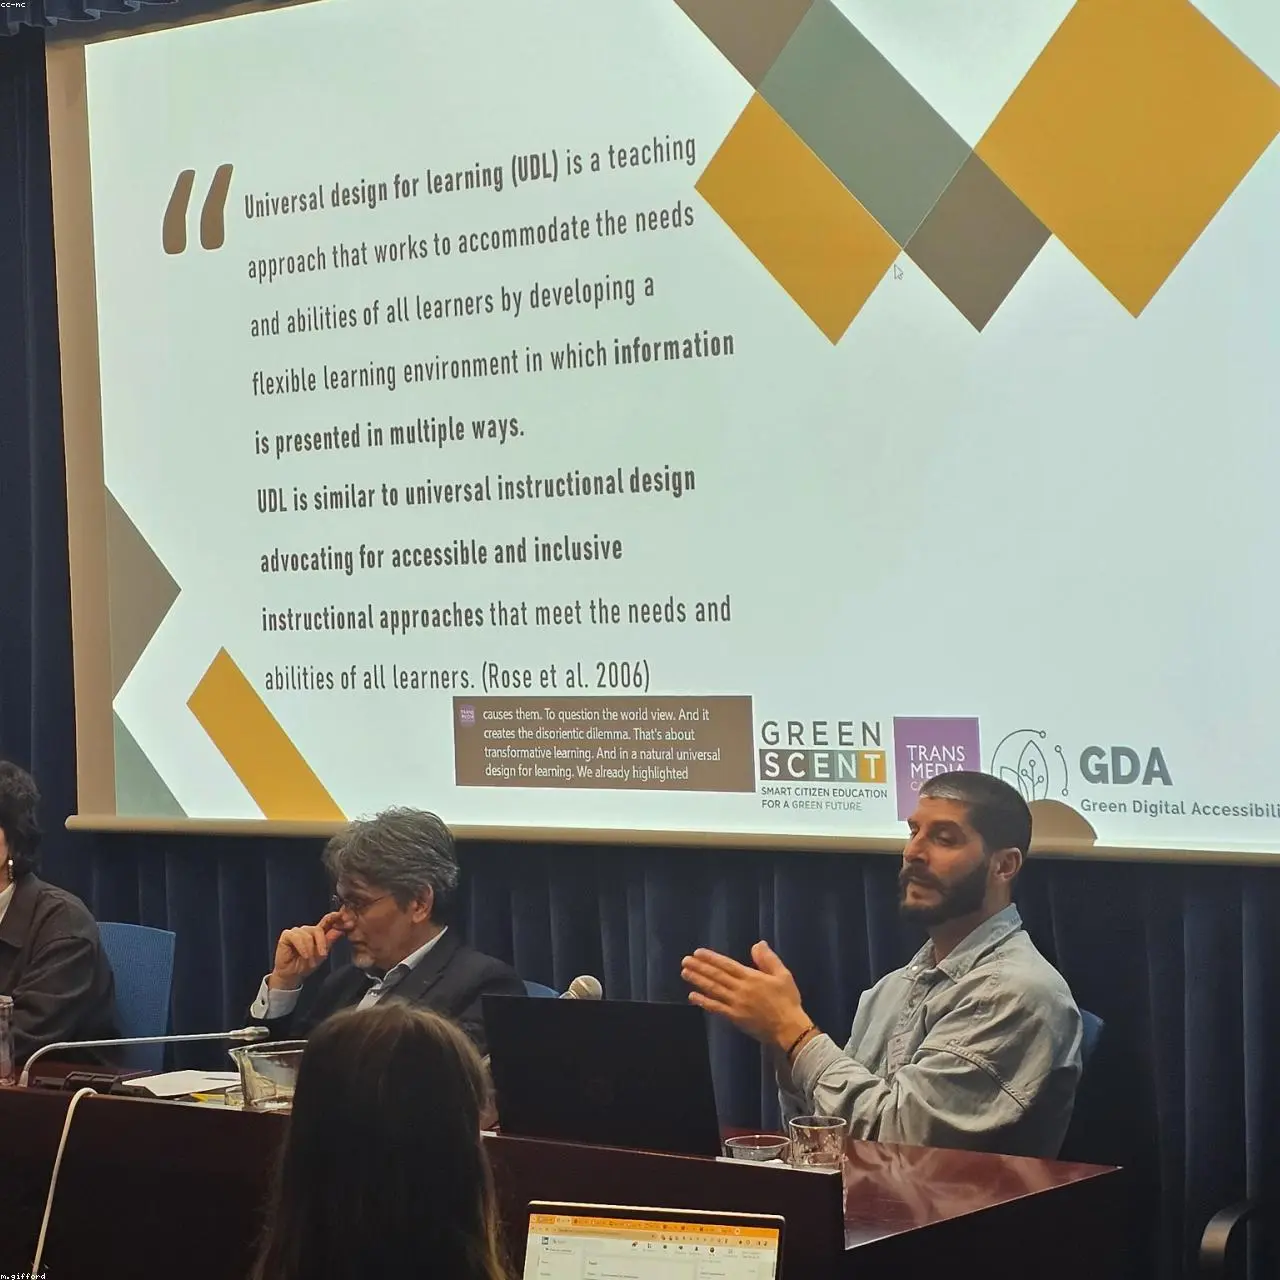 cc-nc
“
Universal design for learning (UDL) is a teaching
approach that works to accommodate the needs
and abilities of all learners by developing a
flexible learning environment in which information
is presented in multiple ways.
UDL is similar to universal instructional design
advocating for accessible and inclusive
instructional approaches that meet the needs and
abilities of all learners. (Rose et al. 2006)
TRANS
MEDIA
causes them. To question the world view. And it
creates the disorientic dilemma. That's about
transformative learning. And in a natural universal
design for learning. We already highlighted
GREEN
SCENT
SMART CITIZEN EDUCATION
FOR A GREEN FUTURE
TRANS
MEDIA
GDA
Green Digital Accessibili
m.gifford